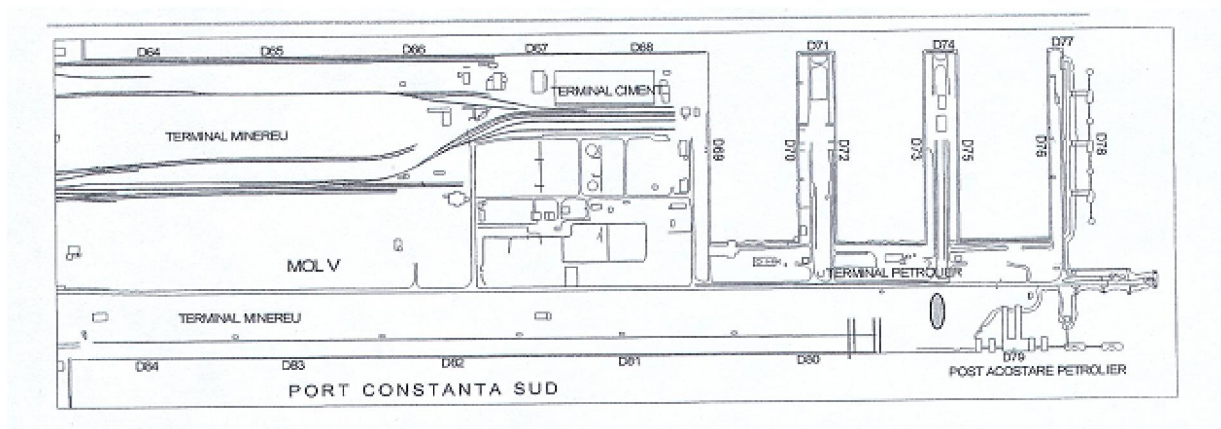 D64 D65 D66 D67 D68 D71 D74 D77
TERMINAL CIMENT
TERMINAL MINEREU
D69 D70 D72 D73 D75 D76 D78
MOL V
TERMINAL PETROLIER
TERMINAL MINEREU
D84 D83 D82 D81 D80 D79
POST ACOSTARE PETROLIER
PORT CONSTANTA SUD